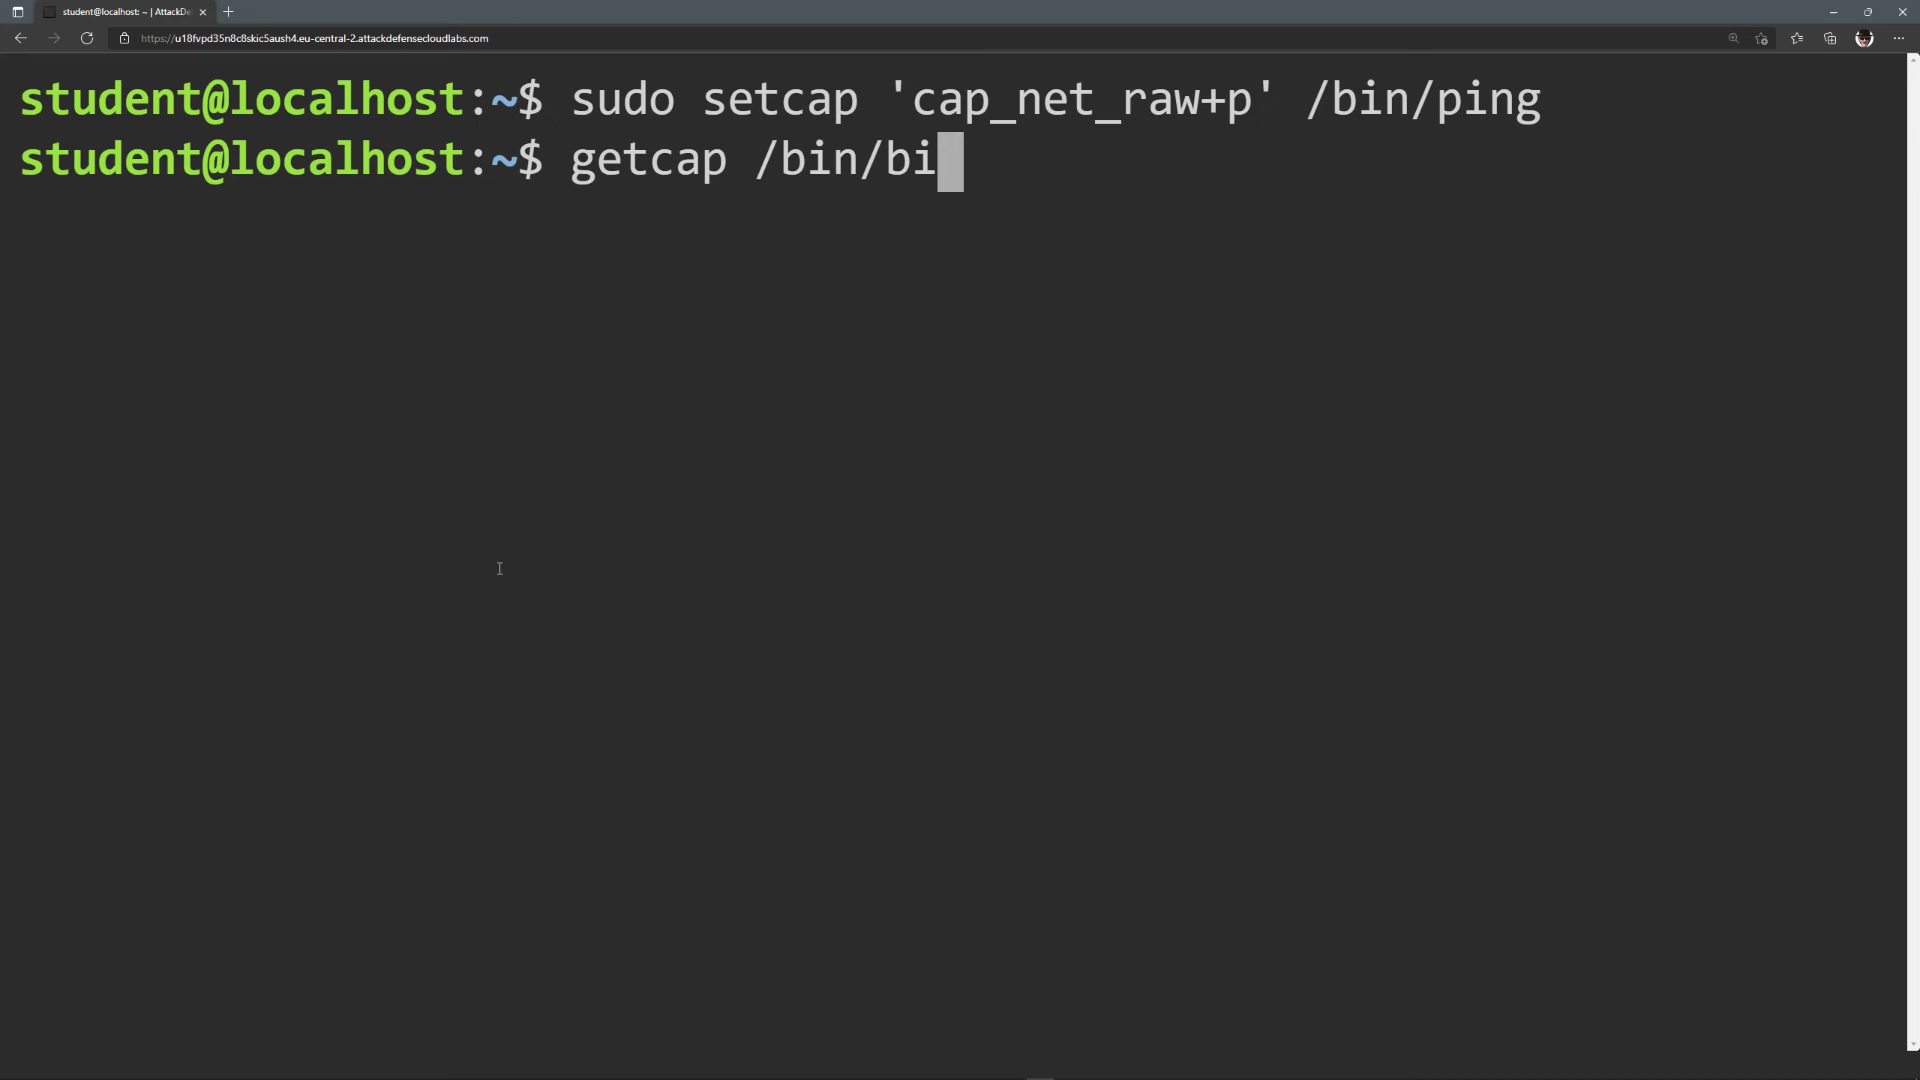 student@localhost: ~ | AttackDe
https://u18fvpd35n8c8skic5aush4.eu-central-2.attackdefensecloudlabs.com
student@localhost:~$ sudo setcap 'cap_net_raw+p' /bin/ping
student@localhost:~$ getcap /bin/bi